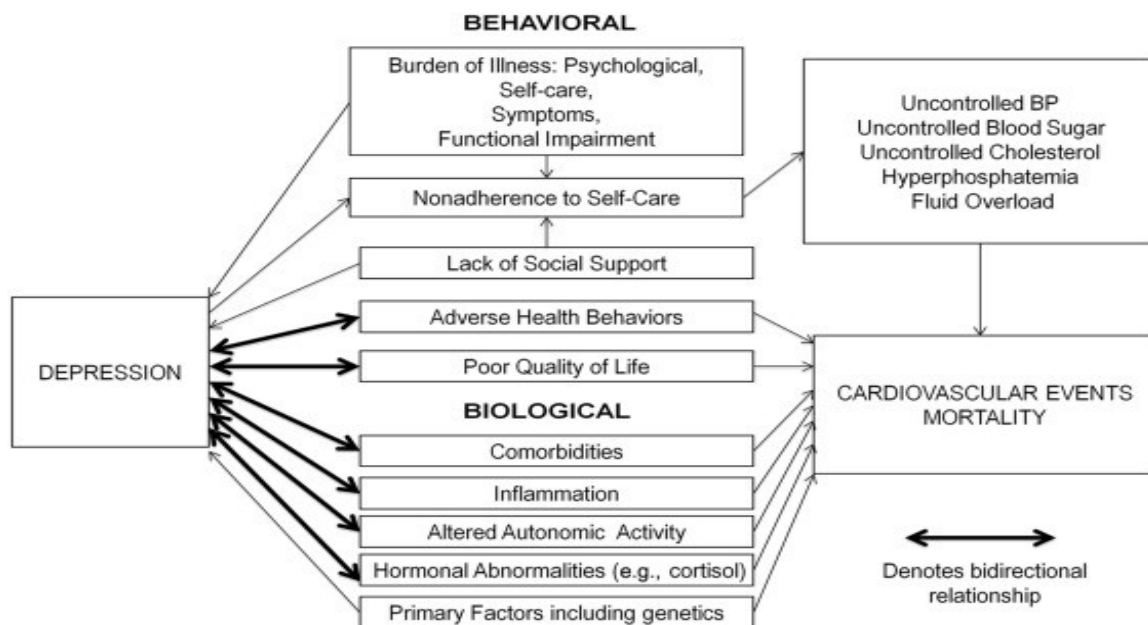 BEHAVIORAL
Burden of Illness: Psychological,
Self-care,
Symptoms,
Functional Impairment
Nonadherence to Self-Care
Lack of Social Support
Adverse Health Behaviors
Poor Quality of Life
BIOLOGICAL
Comorbidities
Inflammation
Altered Autonomic Activity
Hormonal Abnormalities (e.g., cortisol)
Primary Factors including genetics
DEPRESSION
Uncontrolled BP
Uncontrolled Blood Sugar
Uncontrolled Cholesterol
Hyperphosphatemia
Fluid Overload
CARDIOVASCULAR EVENTS
MORTALITY
Denotes bidirectional
relationship